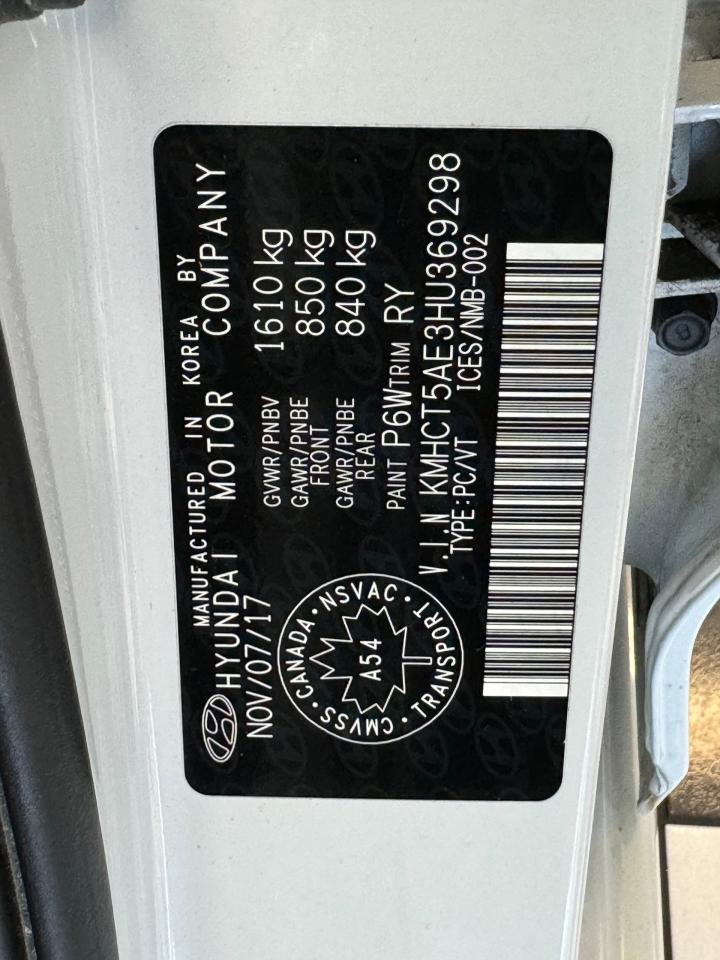 MANUFACTURED IN KOREA BY
HYUNDAI MOTOR COMPANY
NOV/07/17
GVWR/PNBV 1610 kg
GAWR/PNBE 850 kg
FRONT
GAWR/PNBE 840 kg
REAR
PAINT P6W TRIM RY
V.I.N KMHCT5AE3HU369298
TYPE:PC/VT ICES/NMB-002
CANADA · NSVAC · TRANSPORT · CMVSS ·
A54